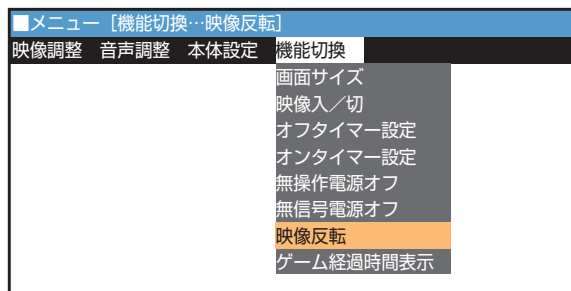 ■メニュー［機能切換…映像反転］
映像調整 音声調整 本体設定 機能切換
画面サイズ
映像入／切
オフタイマー設定
オンタイマー設定
無操作電源オフ
無信号電源オフ
映像反転
ゲーム経過時間表示